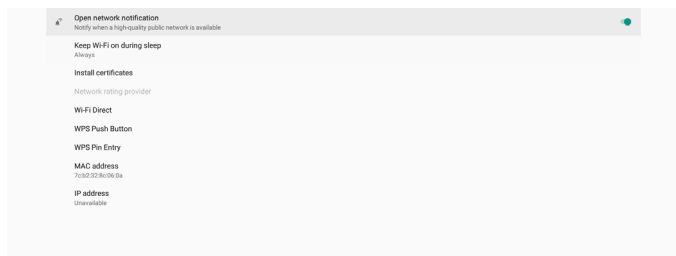 Open network notification
Notify when a high-quality public network is available
Keep Wi-Fi on during sleep
Always
Install certificates
Network rating provider
Wi-Fi Direct
WPS Push Button
WPS Pin Entry
MAC address
7c:b2:32:8c:06:0a
IP address
Unavailable